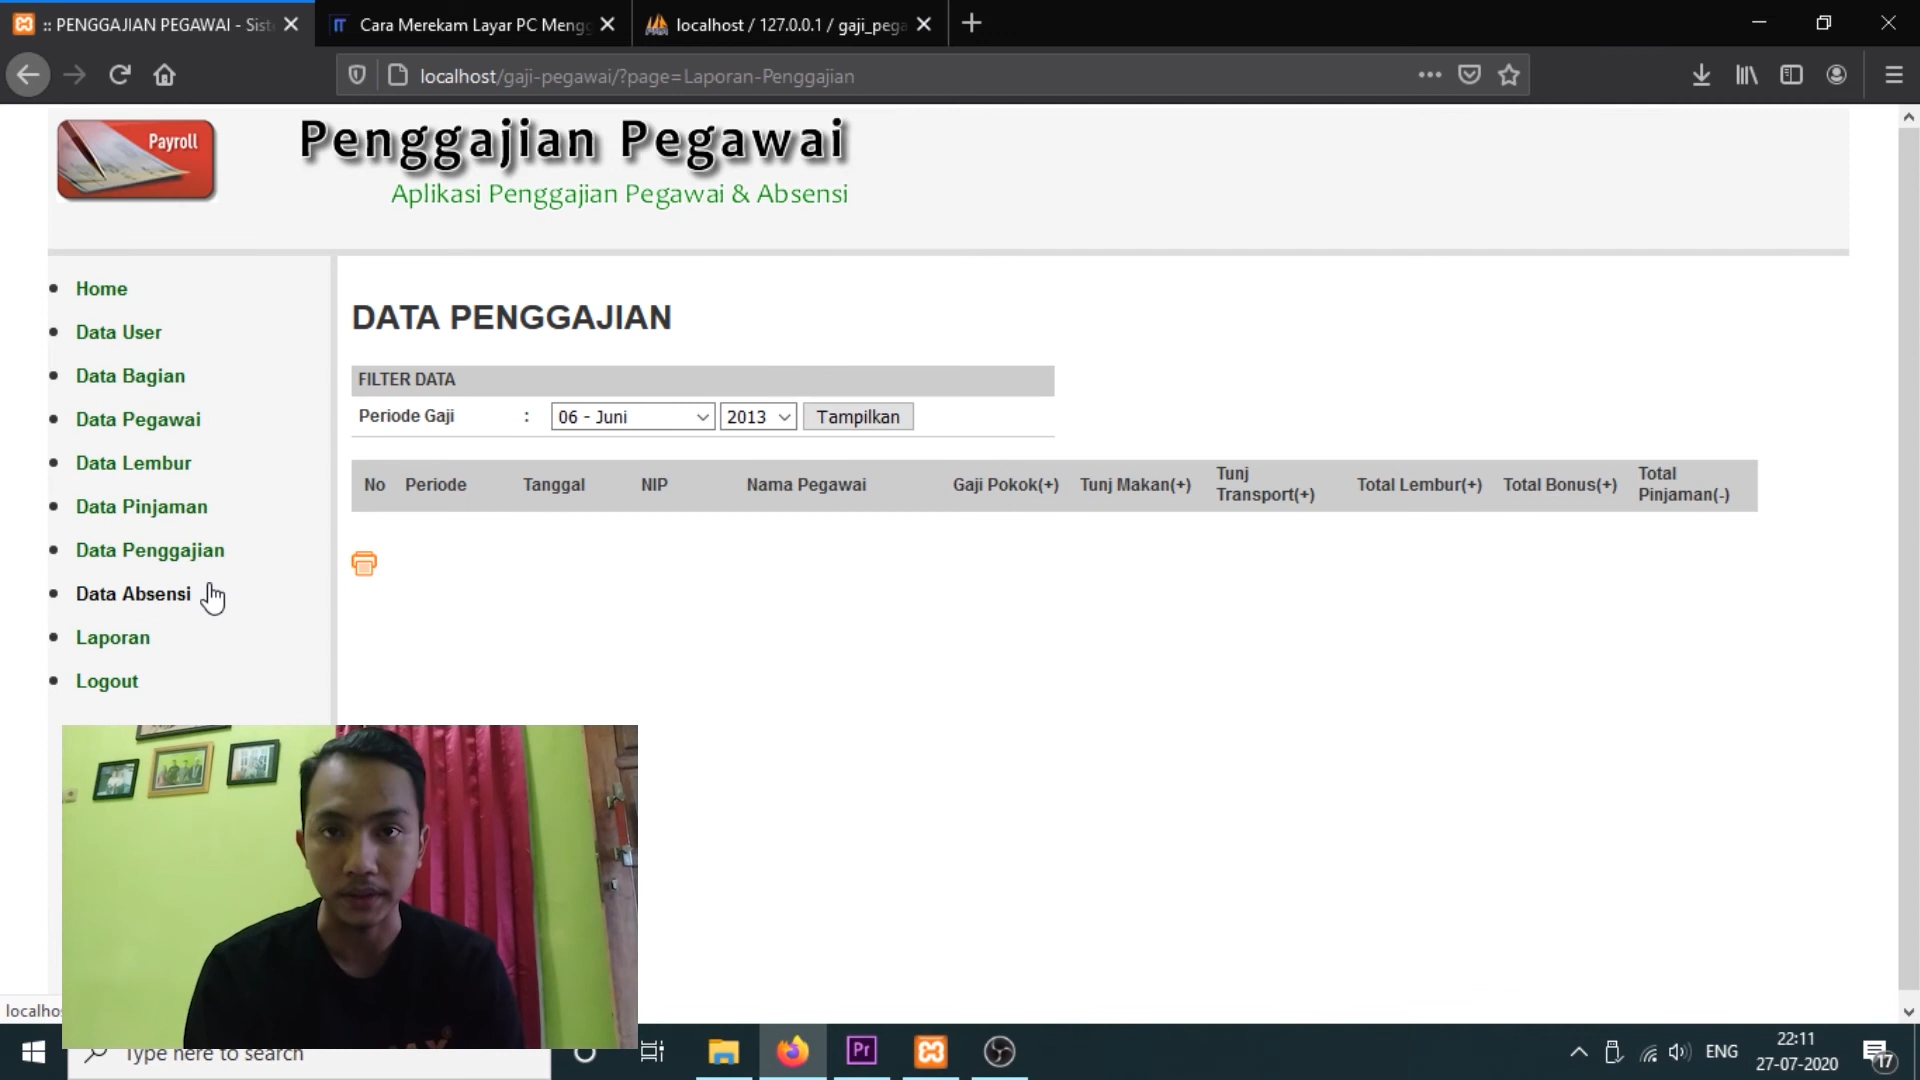 :: PENGGAJIAN PEGAWAI - Sist
Cara Merekam Layar PC Mengg
localhost / 127.0.0.1 / gaji_pega
localhost/gaji-pegawai/?page=Laporan-Penggajian
Payroll
Penggajian Pegawai
Aplikasi Penggajian Pegawai & Absensi
Home
Data User
Data Bagian
Data Pegawai
Data Lembur
Data Pinjaman
Data Penggajian
Data Absensi
Laporan
Logout
DATA PENGGAJIAN
FILTER DATA
Periode Gaji : 06 - Juni 2013 Tampilkan
No Periode Tanggal NIP Nama Pegawai Gaji Pokok(+) Tunj Makan(+) Tunj Transport(+) Total Lembur(+) Total Bonus(+) Total Pinjaman(-)
localho
Type here to search
Pr
ENG
22:11
27-07-2020
17